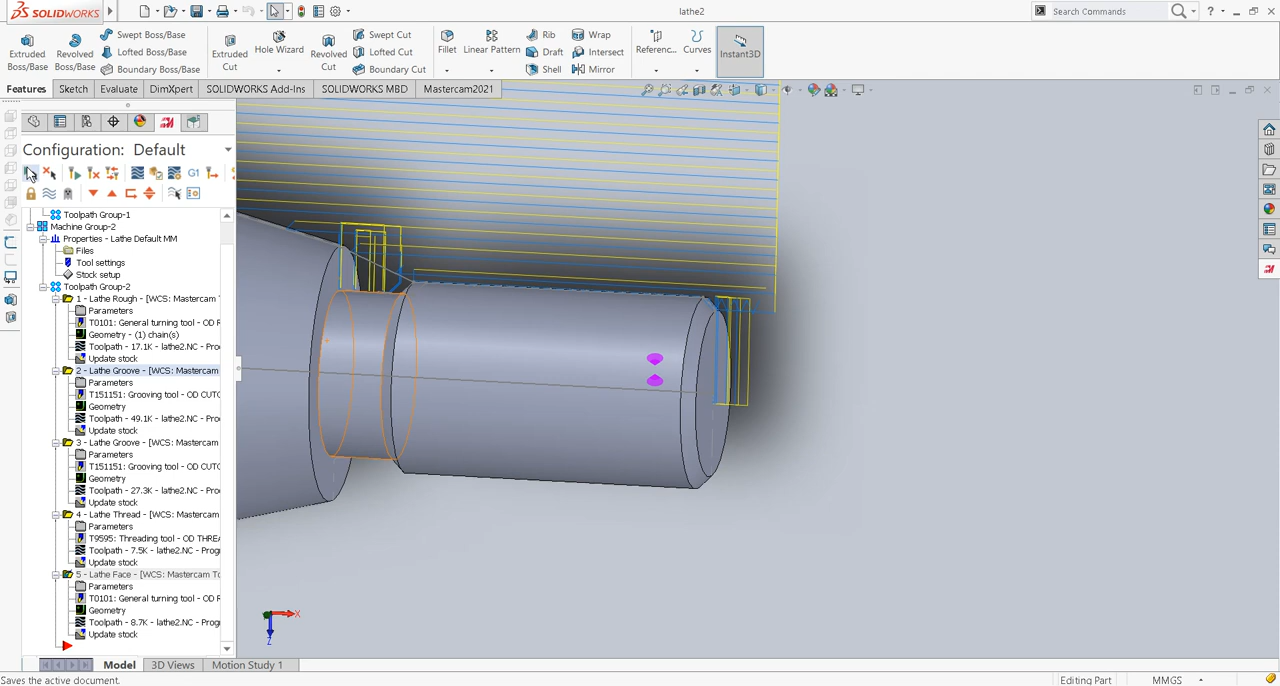 SOLIDWORKS
lathe2
Search Commands
Extruded Boss/Base
Revolved Boss/Base
Swept Boss/Base
Lofted Boss/Base
Boundary Boss/Base
Extruded Cut
Hole Wizard
Revolved Cut
Swept Cut
Lofted Cut
Boundary Cut
Fillet
Linear Pattern
Rib
Draft
Shell
Wrap
Intersect
Mirror
Referenc...
Curves
Instant3D
Features
Sketch
Evaluate
DimXpert
SOLIDWORKS Add-Ins
SOLIDWORKS MBD
Mastercam2021
Configuration: Default
G1
Toolpath Group-1
Machine Group-2
Properties - Lathe Default MM
Files
Tool settings
Stock setup
Toolpath Group-2
1 - Lathe Rough - [WCS: Mastercam
Parameters
T0101: General turning tool - OD R
Geometry - (1) chain(s)
Toolpath - 17.1K - lathe2.NC - Pro
Update stock
2 - Lathe Groove - [WCS: Mastercam
Parameters
T151151: Grooving tool - OD CUTO
Geometry
Toolpath - 49.1K - lathe2.NC - Pro
Update stock
3 - Lathe Groove - [WCS: Mastercam
Parameters
T151151: Grooving tool - OD CUTO
Geometry
Toolpath - 27.3K - lathe2.NC - Pro
Update stock
4 - Lathe Thread - [WCS: Mastercam
Parameters
T9595: Threading tool - OD THREA
Toolpath - 7.5K - lathe2.NC - Progr
Update stock
5 - Lathe Face - [WCS: Mastercam To
Parameters
T0101: General turning tool - OD R
Geometry
Toolpath - 8.7K - lathe2.NC - Progr
Update stock
X
Z
Model
3D Views
Motion Study 1
Saves the active document.
Editing Part
MMGS